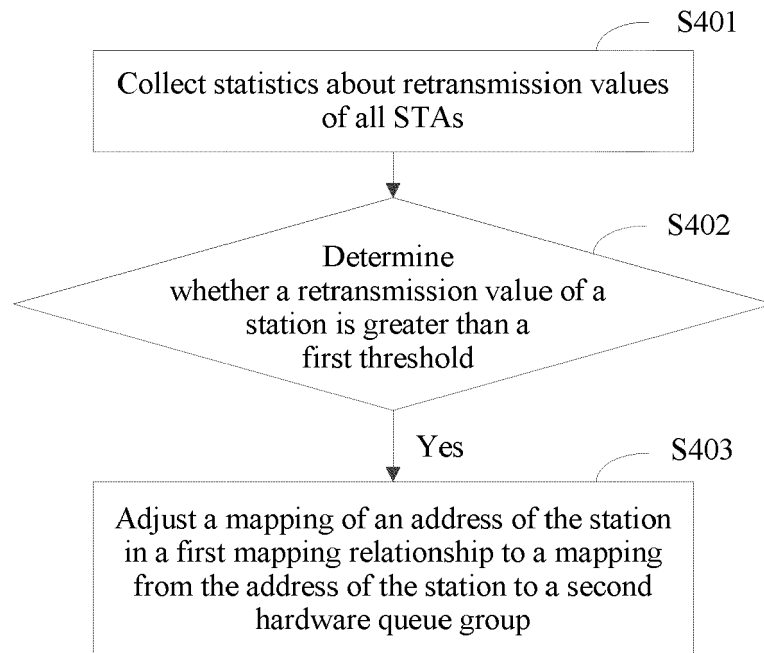 S401
Collect statistics about retransmission values
of all STAs
S402
Determine
whether a retransmission value of a
station is greater than a
first threshold
Yes
S403
Adjust a mapping of an address of the station
in a first mapping relationship to a mapping
from the address of the station to a second
hardware queue group